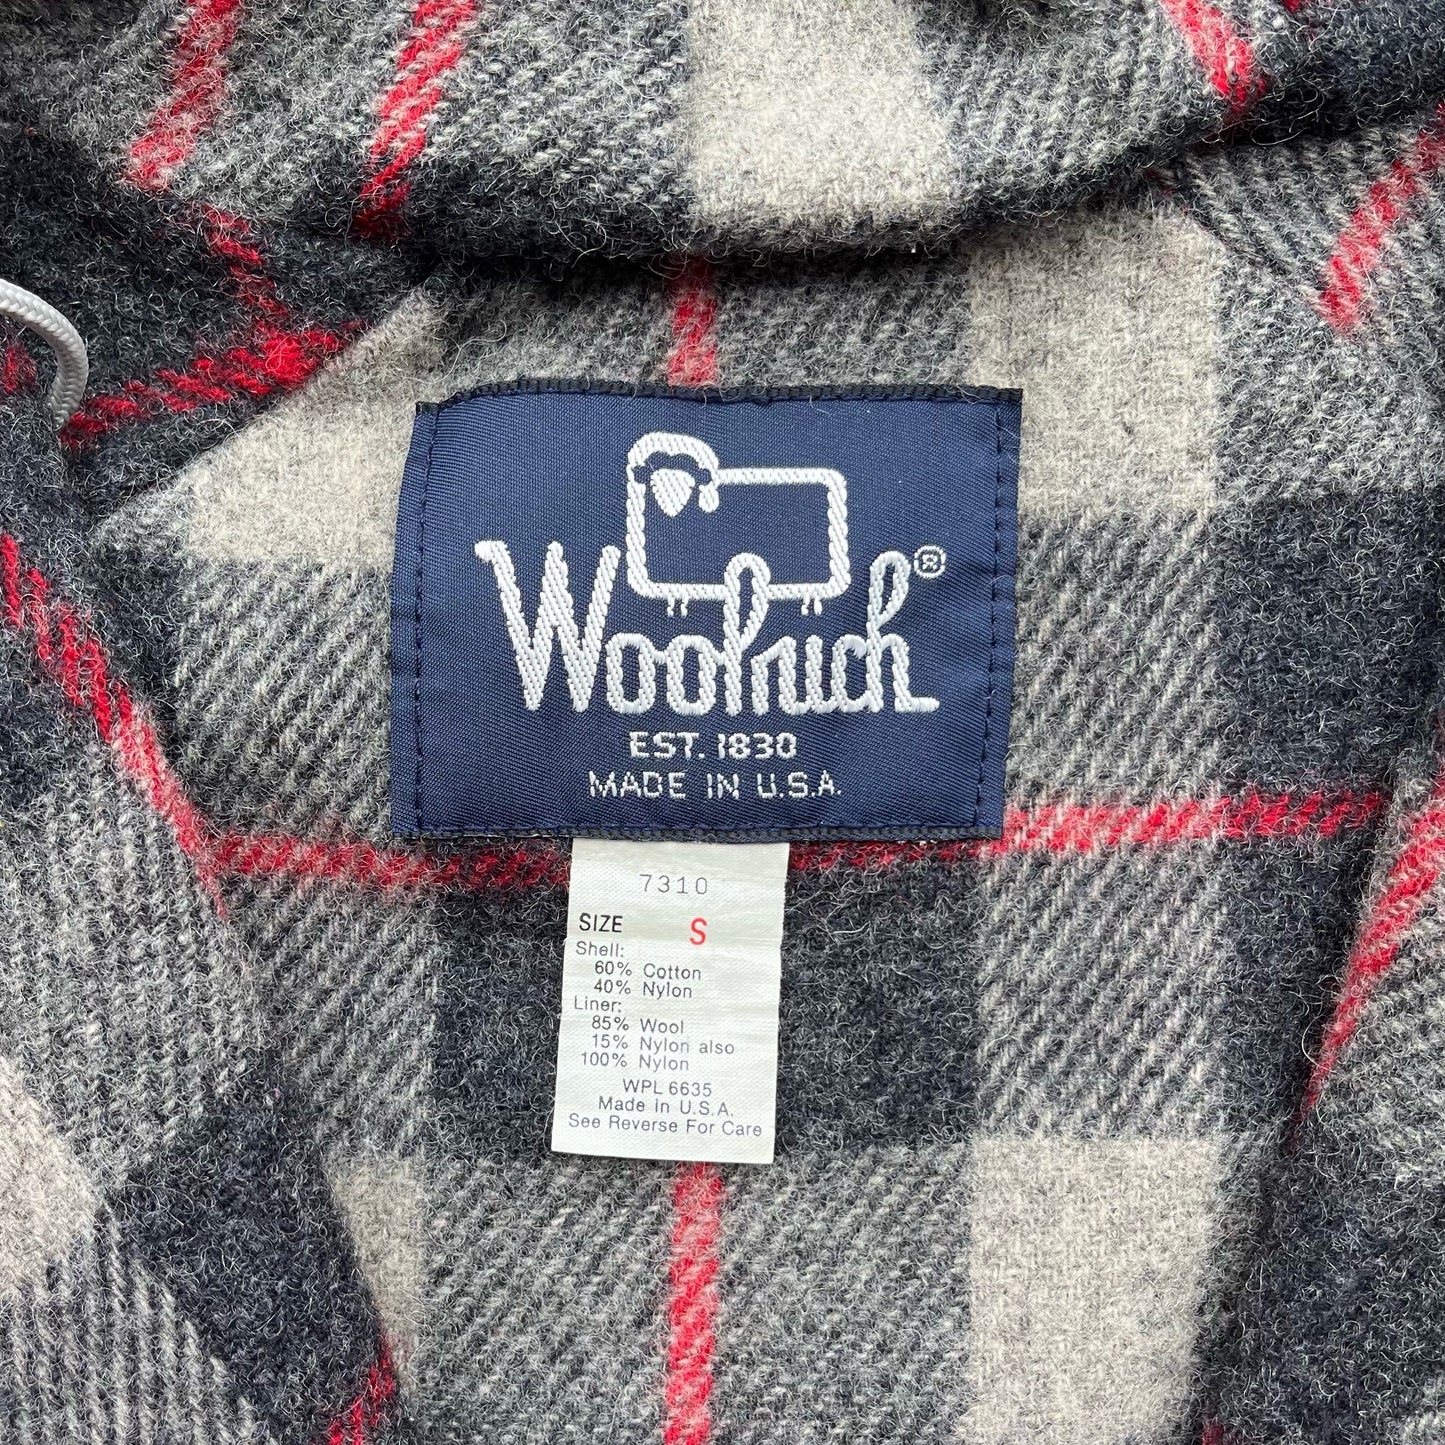 Woolrich®
EST. 1830
MADE IN U.S.A.
7310
SIZE S
Shell:
60% Cotton
40% Nylon
Liner:
85% Wool
15% Nylon also
100% Nylon
WPL 6635
Made In U.S.A.
See Reverse For Care